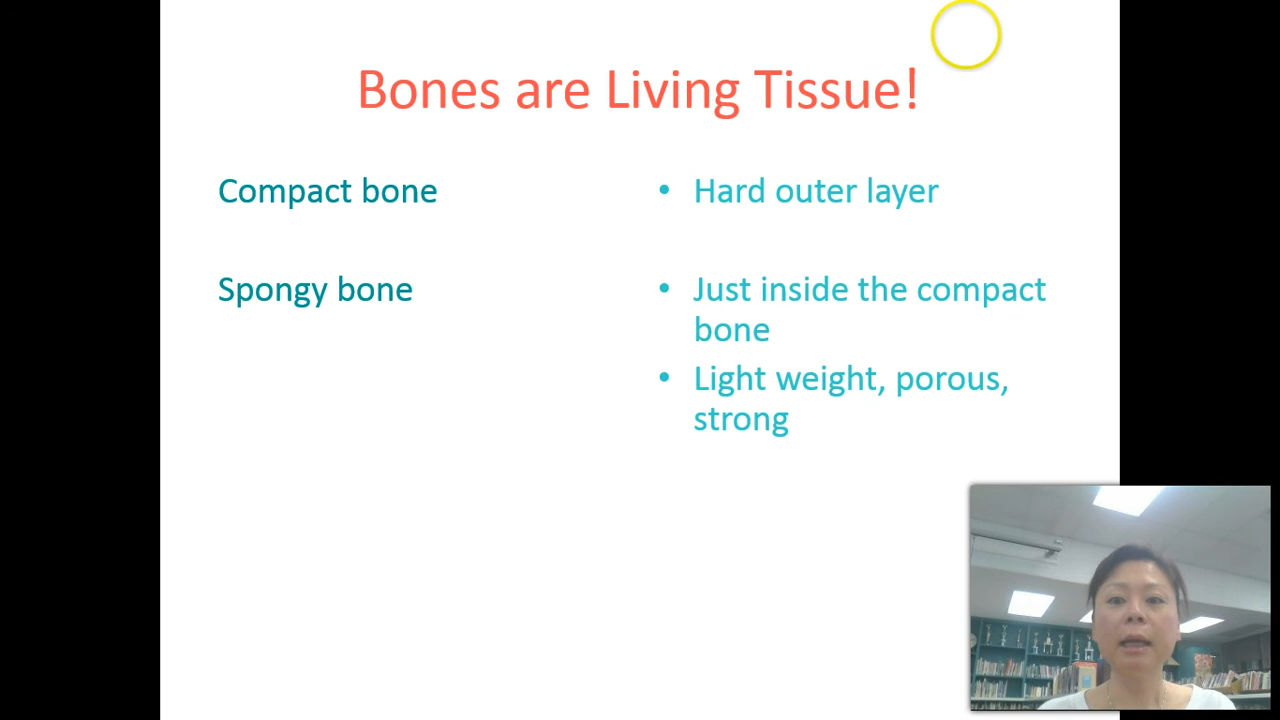 Bones are Living Tissue!
Compact bone
• Hard outer layer
Spongy bone
• Just inside the compact
bone
• Light weight, porous,
strong